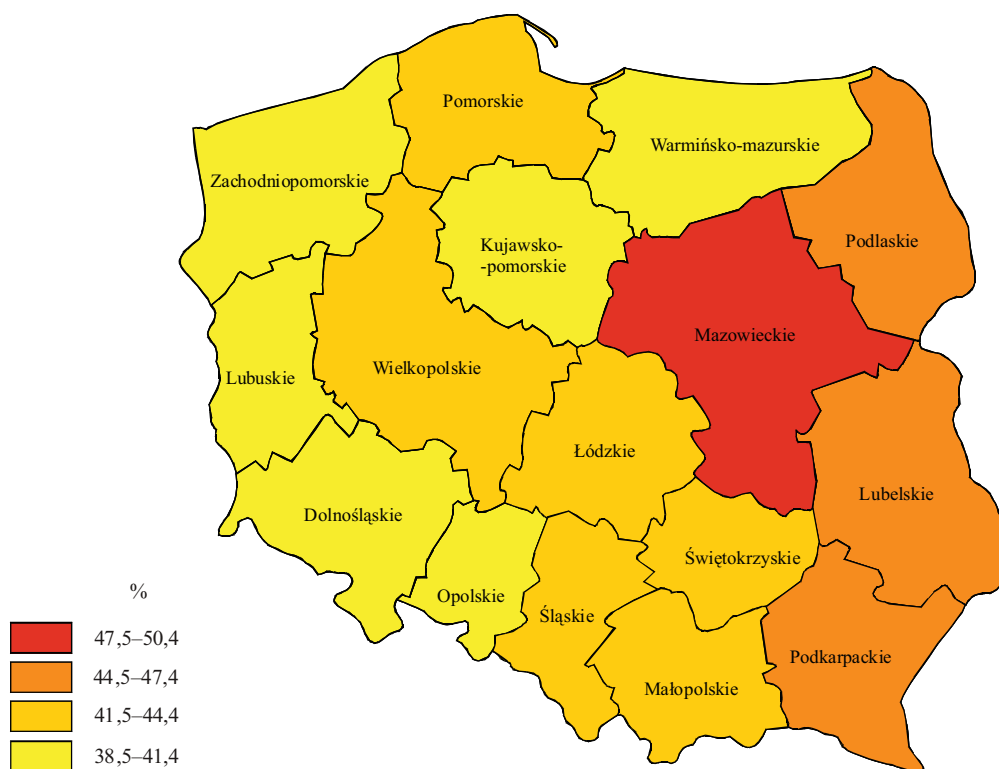 Pomorskie
Warmińsko-mazurskie
Zachodniopomorskie
Podlaskie
Kujawsko-
-pomorskie
Mazowieckie
Wielkopolskie
Lubuskie
Łódzkie
Lubelskie
Dolnośląskie
Świętokrzyskie
Opolskie
Śląskie
Podkarpackie
Małopolskie
%
47,5–50,4
44,5–47,4
41,5–44,4
38,5–41,4